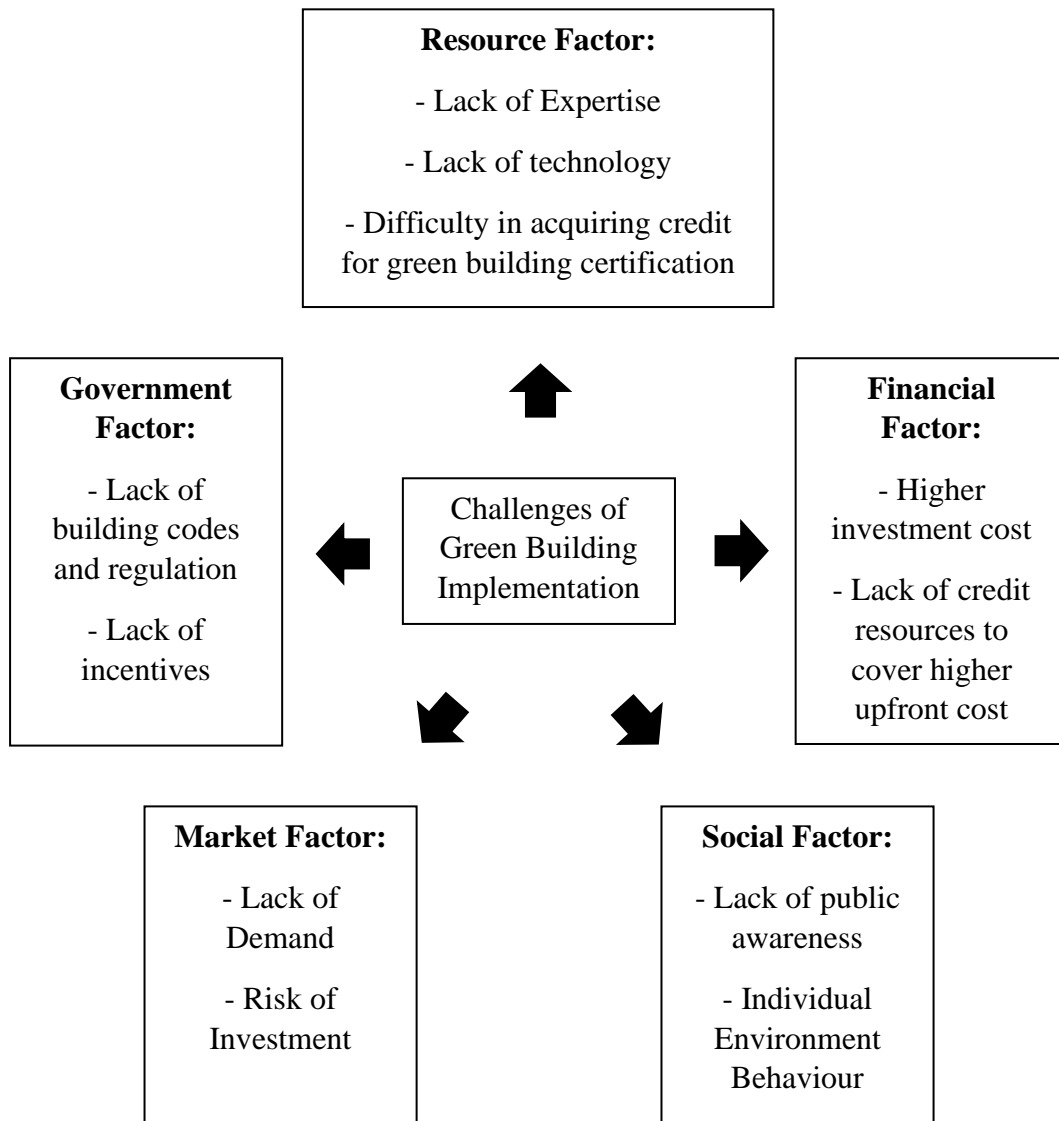 Resource Factor:
- Lack of Expertise
- Lack of technology
- Difficulty in acquiring credit
for green building certification
Government
Factor:
- Lack of
building codes
and regulation
- Lack of
incentives
Challenges of
Green Building
Implementation
Financial
Factor:
- Higher
investment cost
- Lack of credit
resources to
cover higher
upfront cost
Market Factor:
- Lack of
Demand
- Risk of
Investment
Social Factor:
- Lack of public
awareness
- Individual
Environment
Behaviour